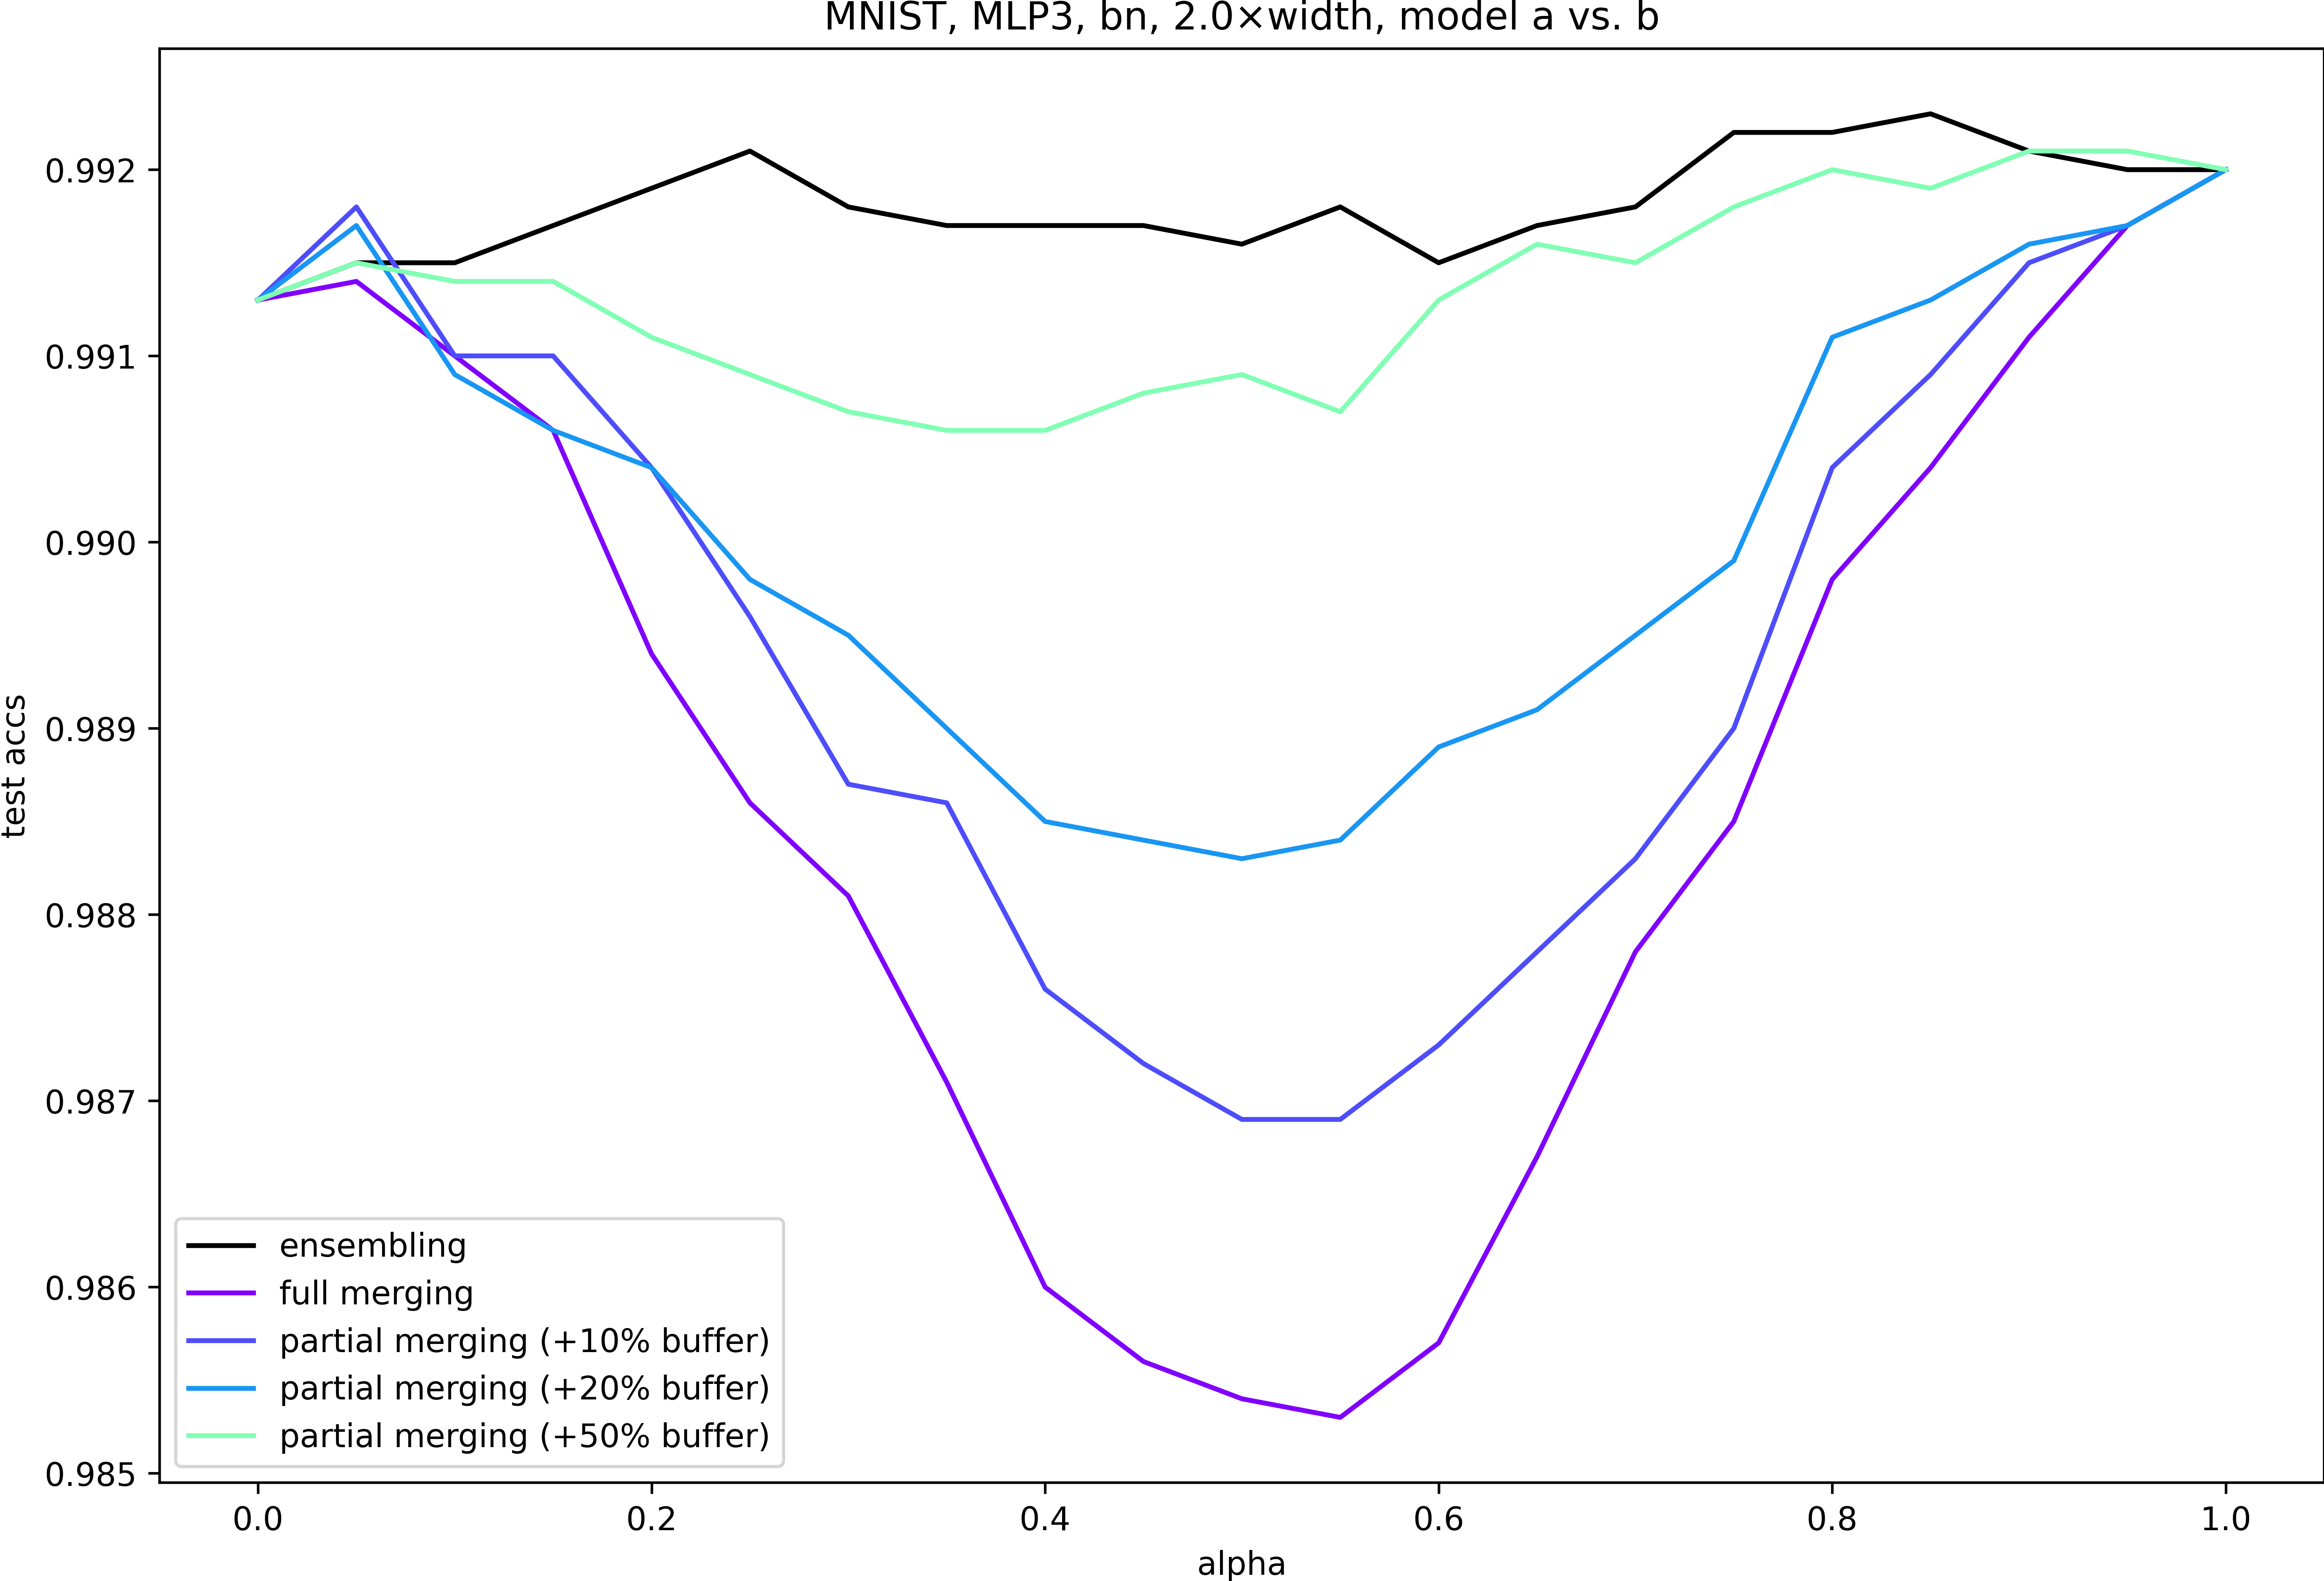 MNIST, MLP3, bn, 2.0×width, model a vs. b
0.992
0.991
0.990
0.989
0.988
0.987
0.986
0.985
test accs
ensembling
full merging
partial merging (+10% buffer)
partial merging (+20% buffer)
partial merging (+50% buffer)
0.0 0.2 0.4 0.6 0.8 1.0
alpha